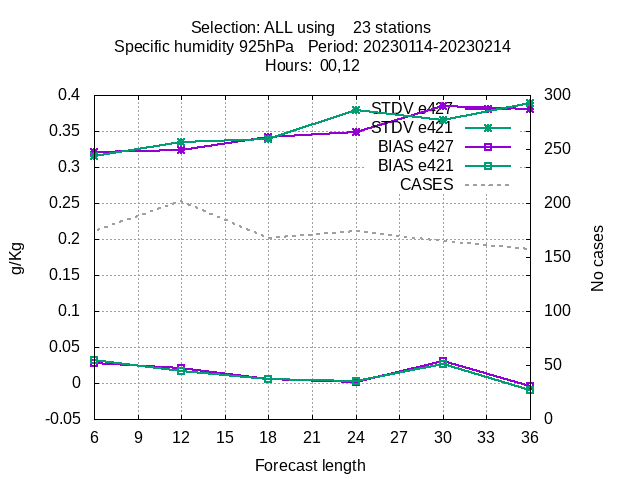 Selection: ALL using    23 stations
Specific humidity 925hPa   Period: 20230114-20230214
Hours:  00,12
STDV e427
STDV e421
BIAS e427
BIAS e421
CASES
0.4
0.35
0.3
0.25
0.2
0.15
0.1
0.05
0
-0.05
g/Kg
300
250
200
150
100
50
0
No cases
6 9 12 15 18 21 24 27 30 33 36
Forecast length